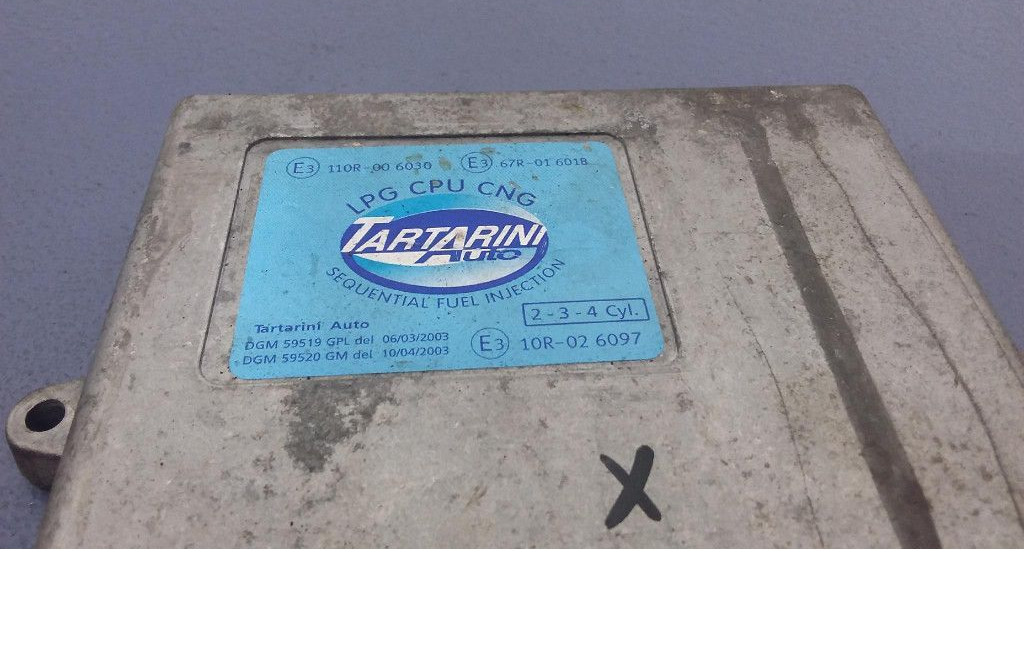 E3 110R-00 6030 E3 67R-01 6018
LPG CPU CNG
TARTARINI
Auto
SEQUENTIAL FUEL INJECTION
2 - 3 - 4 Cyl.
Tartarini Auto
DGM 59519 GPL del 06/03/2003
DGM 59520 GM del 10/04/2003
E3 10R-02 6097
X